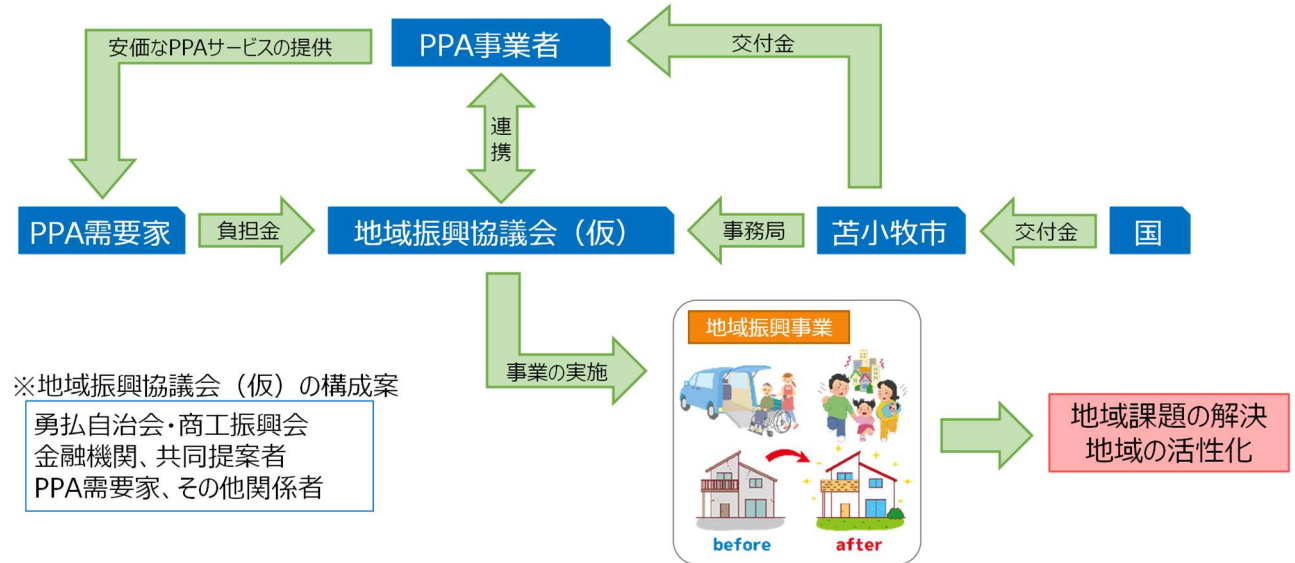 安価なPPAサービスの提供
PPA事業者
交付金
連携
PPA需要家
負担金
地域振興協議会（仮）
事務局
苫小牧市
交付金
国
事業の実施
地域振興事業
before
after
地域課題の解決
地域の活性化
※地域振興協議会（仮）の構成案
勇払自治会・商工振興会
金融機関、共同提案者
PPA需要家、その他関係者